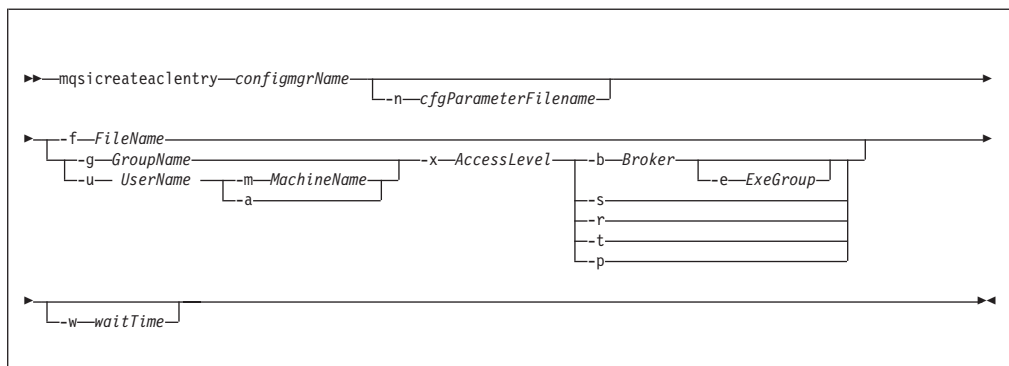 mqsicreateaclentry configmgrName
-n cfgParameterFilename
-f FileName
-g GroupName -x AccessLevel -b Broker
-u UserName -m MachineName -e ExeGroup
-a -s
-r
-t
-p
-w waitTime